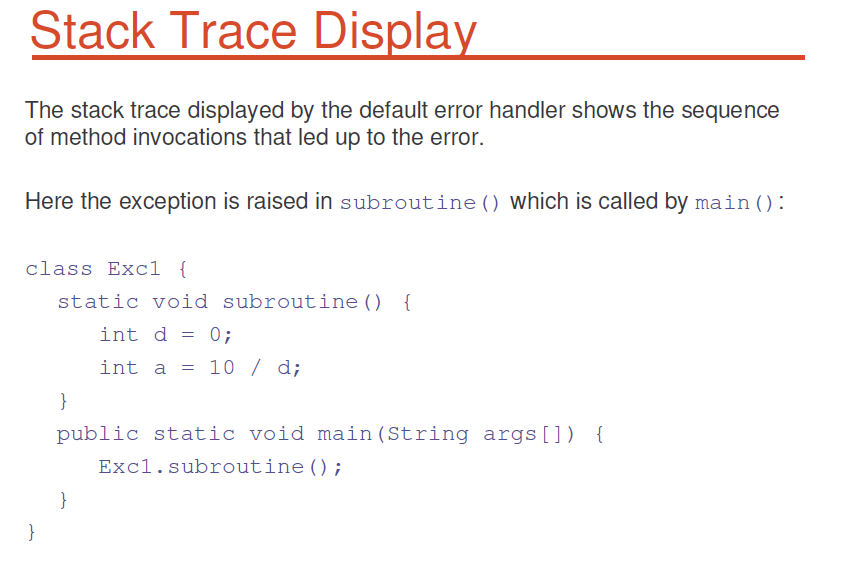 Stack Trace Display
The stack trace displayed by the default error handler shows the sequence
of method invocations that led up to the error.
Here the exception is raised in subroutine() which is called by main():
class Exc1 {
static void subroutine() {
int d = 0;
int a = 10 / d;
}
public static void main(String args[]) {
Exc1.subroutine();
}
}